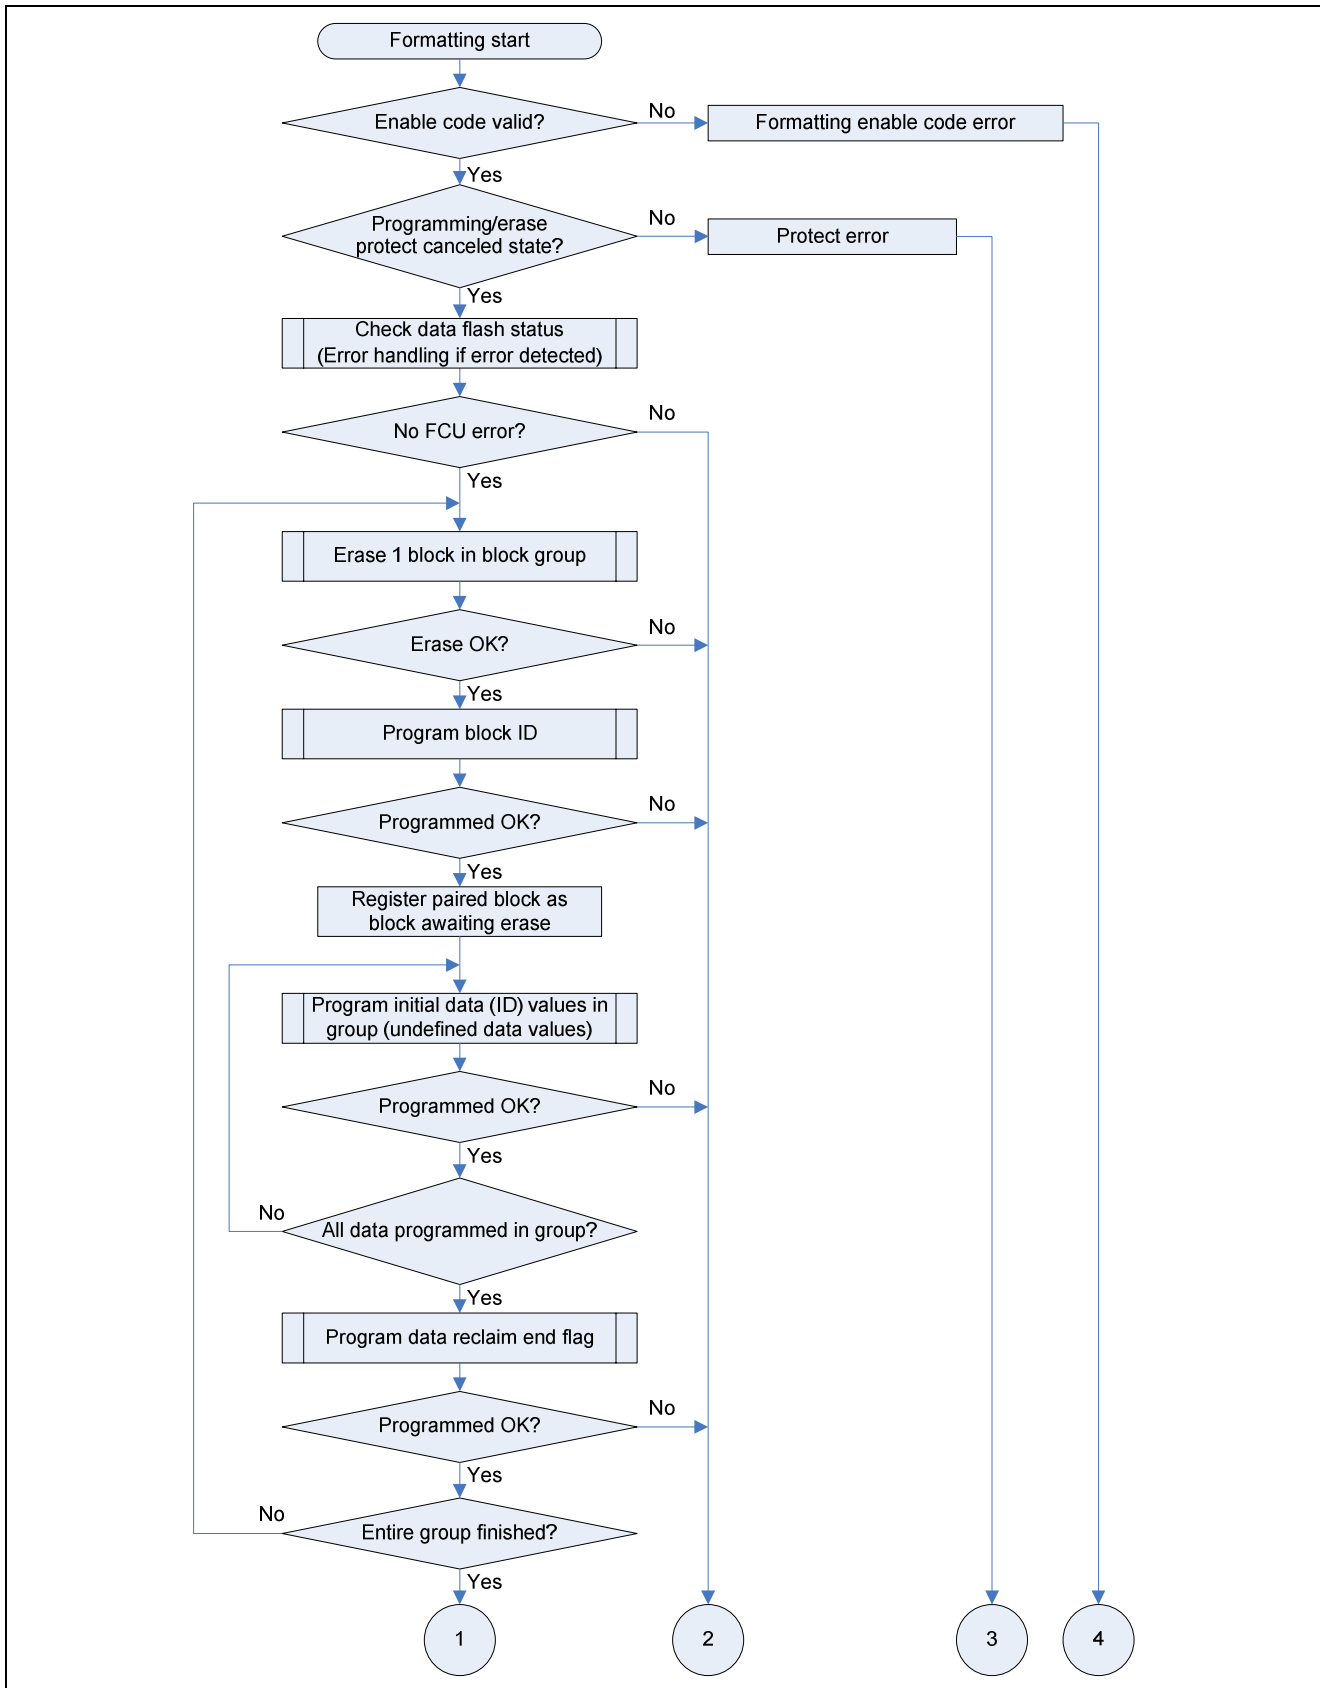 Formatting start
Enable code valid?
No
Formatting enable code error
Yes
Programming/erase
protect canceled state?
No
Protect error
Yes
Check data flash status
(Error handling if error detected)
No FCU error?
No
Yes
Erase 1 block in block group
Erase OK?
No
Yes
Program block ID
Programmed OK?
No
Yes
Register paired block as
block awaiting erase
Program initial data (ID) values in
group (undefined data values)
Programmed OK?
No
Yes
No
All data programmed in group?
Yes
Program data reclaim end flag
Programmed OK?
No
Yes
No
Entire group finished?
Yes
1
2
3
4